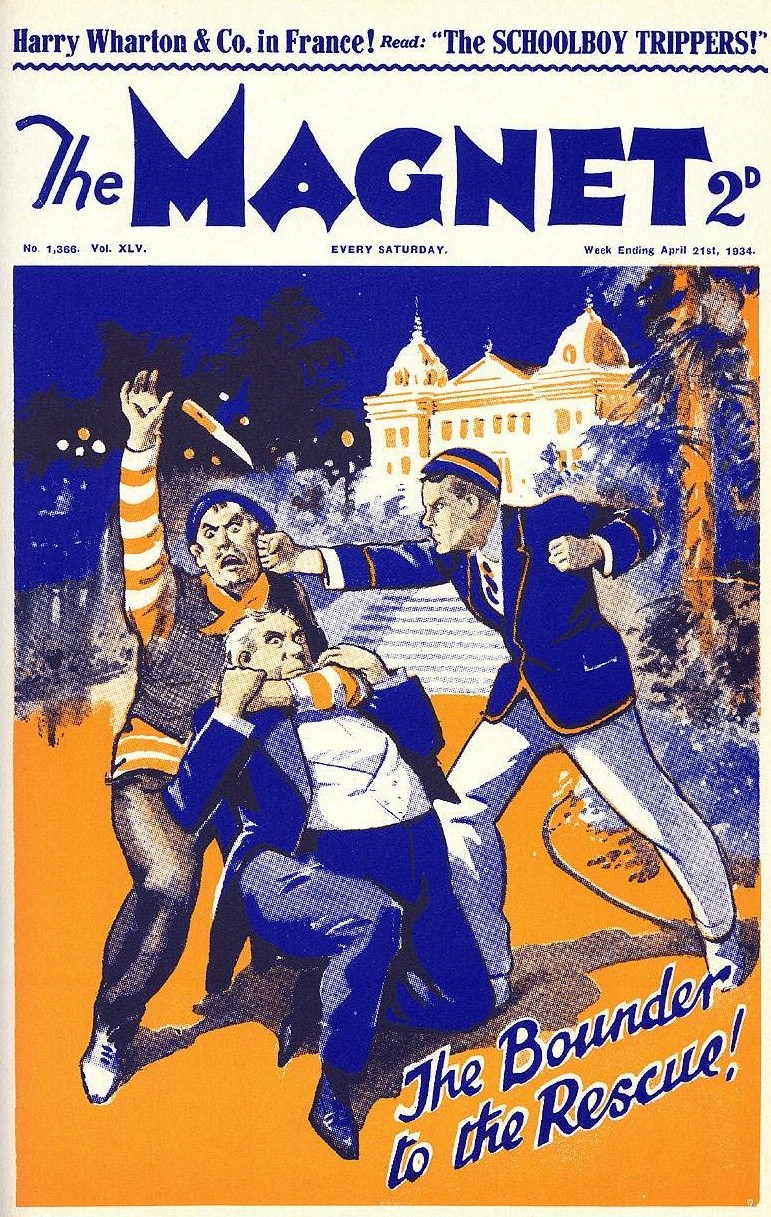 Harry Wharton & Co. in France! Read: "The SCHOOLBOY TRIPPERS!"
The MAGNET 2D
No. 1,366. Vol. XLV. EVERY SATURDAY. Week Ending April 21st, 1934.
The Bounder
to the Rescue!